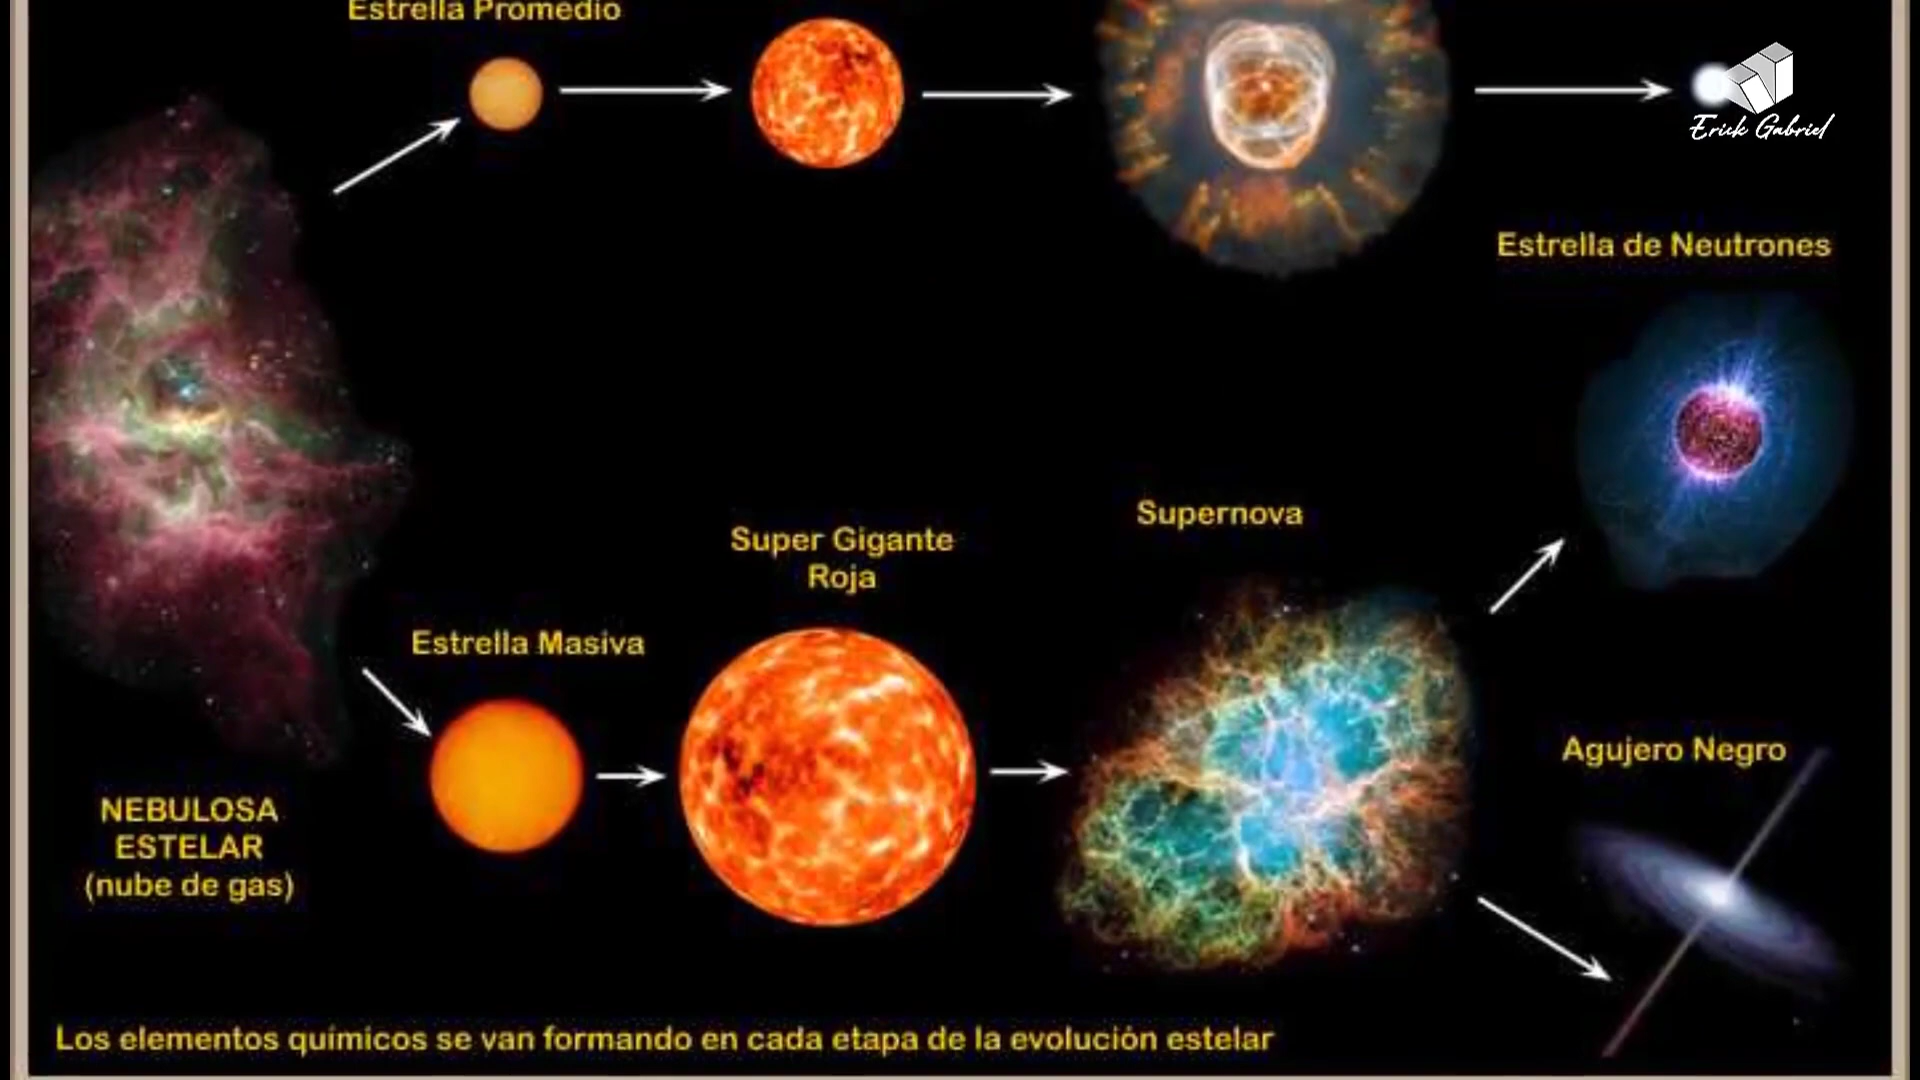 Estrella Promedio
Erick Gabriel
Estrella de Neutrones
Supernova
Super Gigante
Roja
Estrella Masiva
Agujero Negro
NEBULOSA
ESTELAR
(nube de gas)
Los elementos químicos se van formando en cada etapa de la evolución estelar